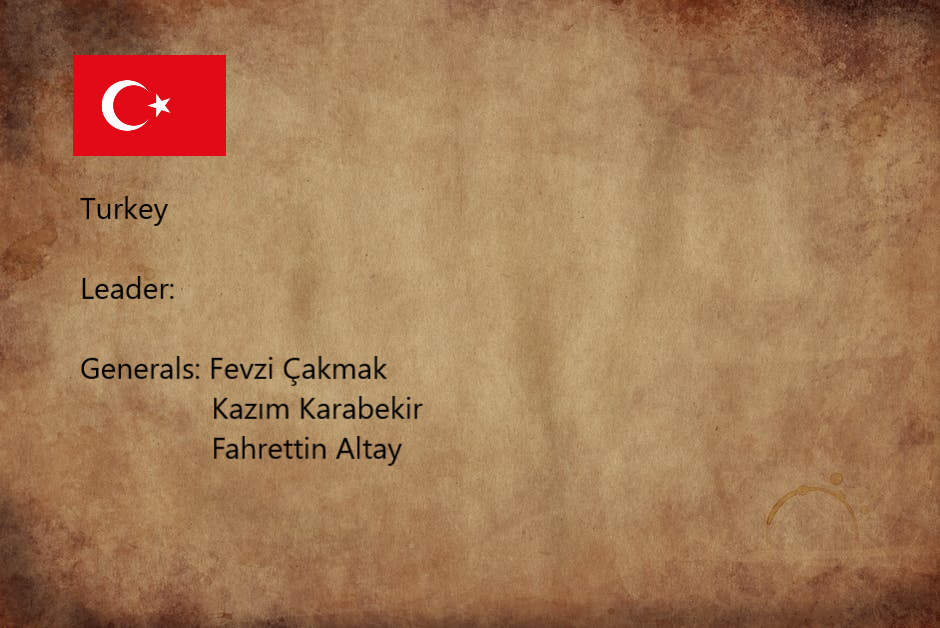 Turkey
Leader:
Generals: Fevzi Çakmak
Kazım Karabekir
Fahrettin Altay